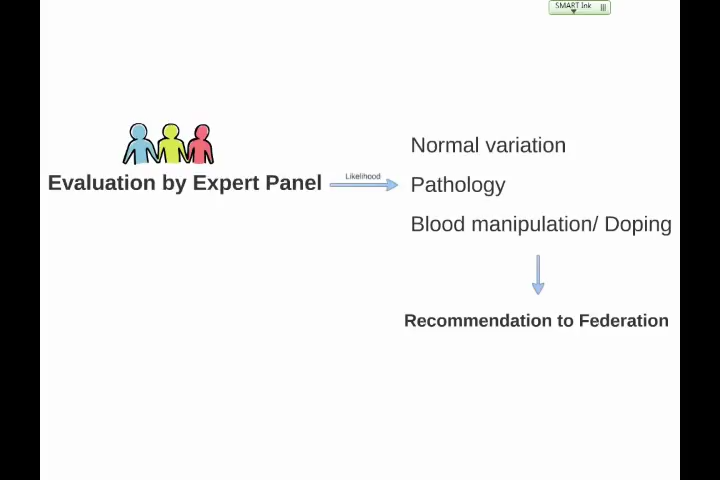 SMART Ink
Normal variation
Evaluation by Expert Panel
Likelihood
Pathology
Blood manipulation/ Doping
Recommendation to Federation